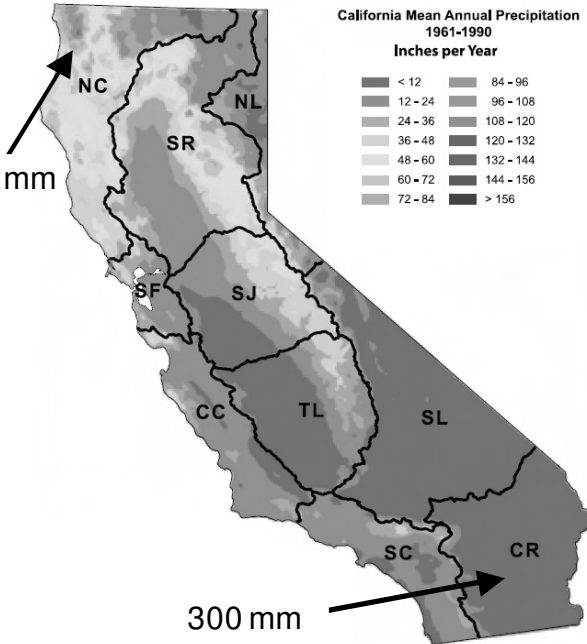 California Mean Annual Precipitation
1961-1990
Inches per Year
< 12
12 - 24
24 - 36
36 - 48
48 - 60
60 - 72
72 - 84
84 - 96
96 - 108
108 - 120
120 - 132
132 - 144
144 - 156
> 156
NC
NL
SR
mm
SF
SJ
CC
TL
SL
SC
CR
300 mm